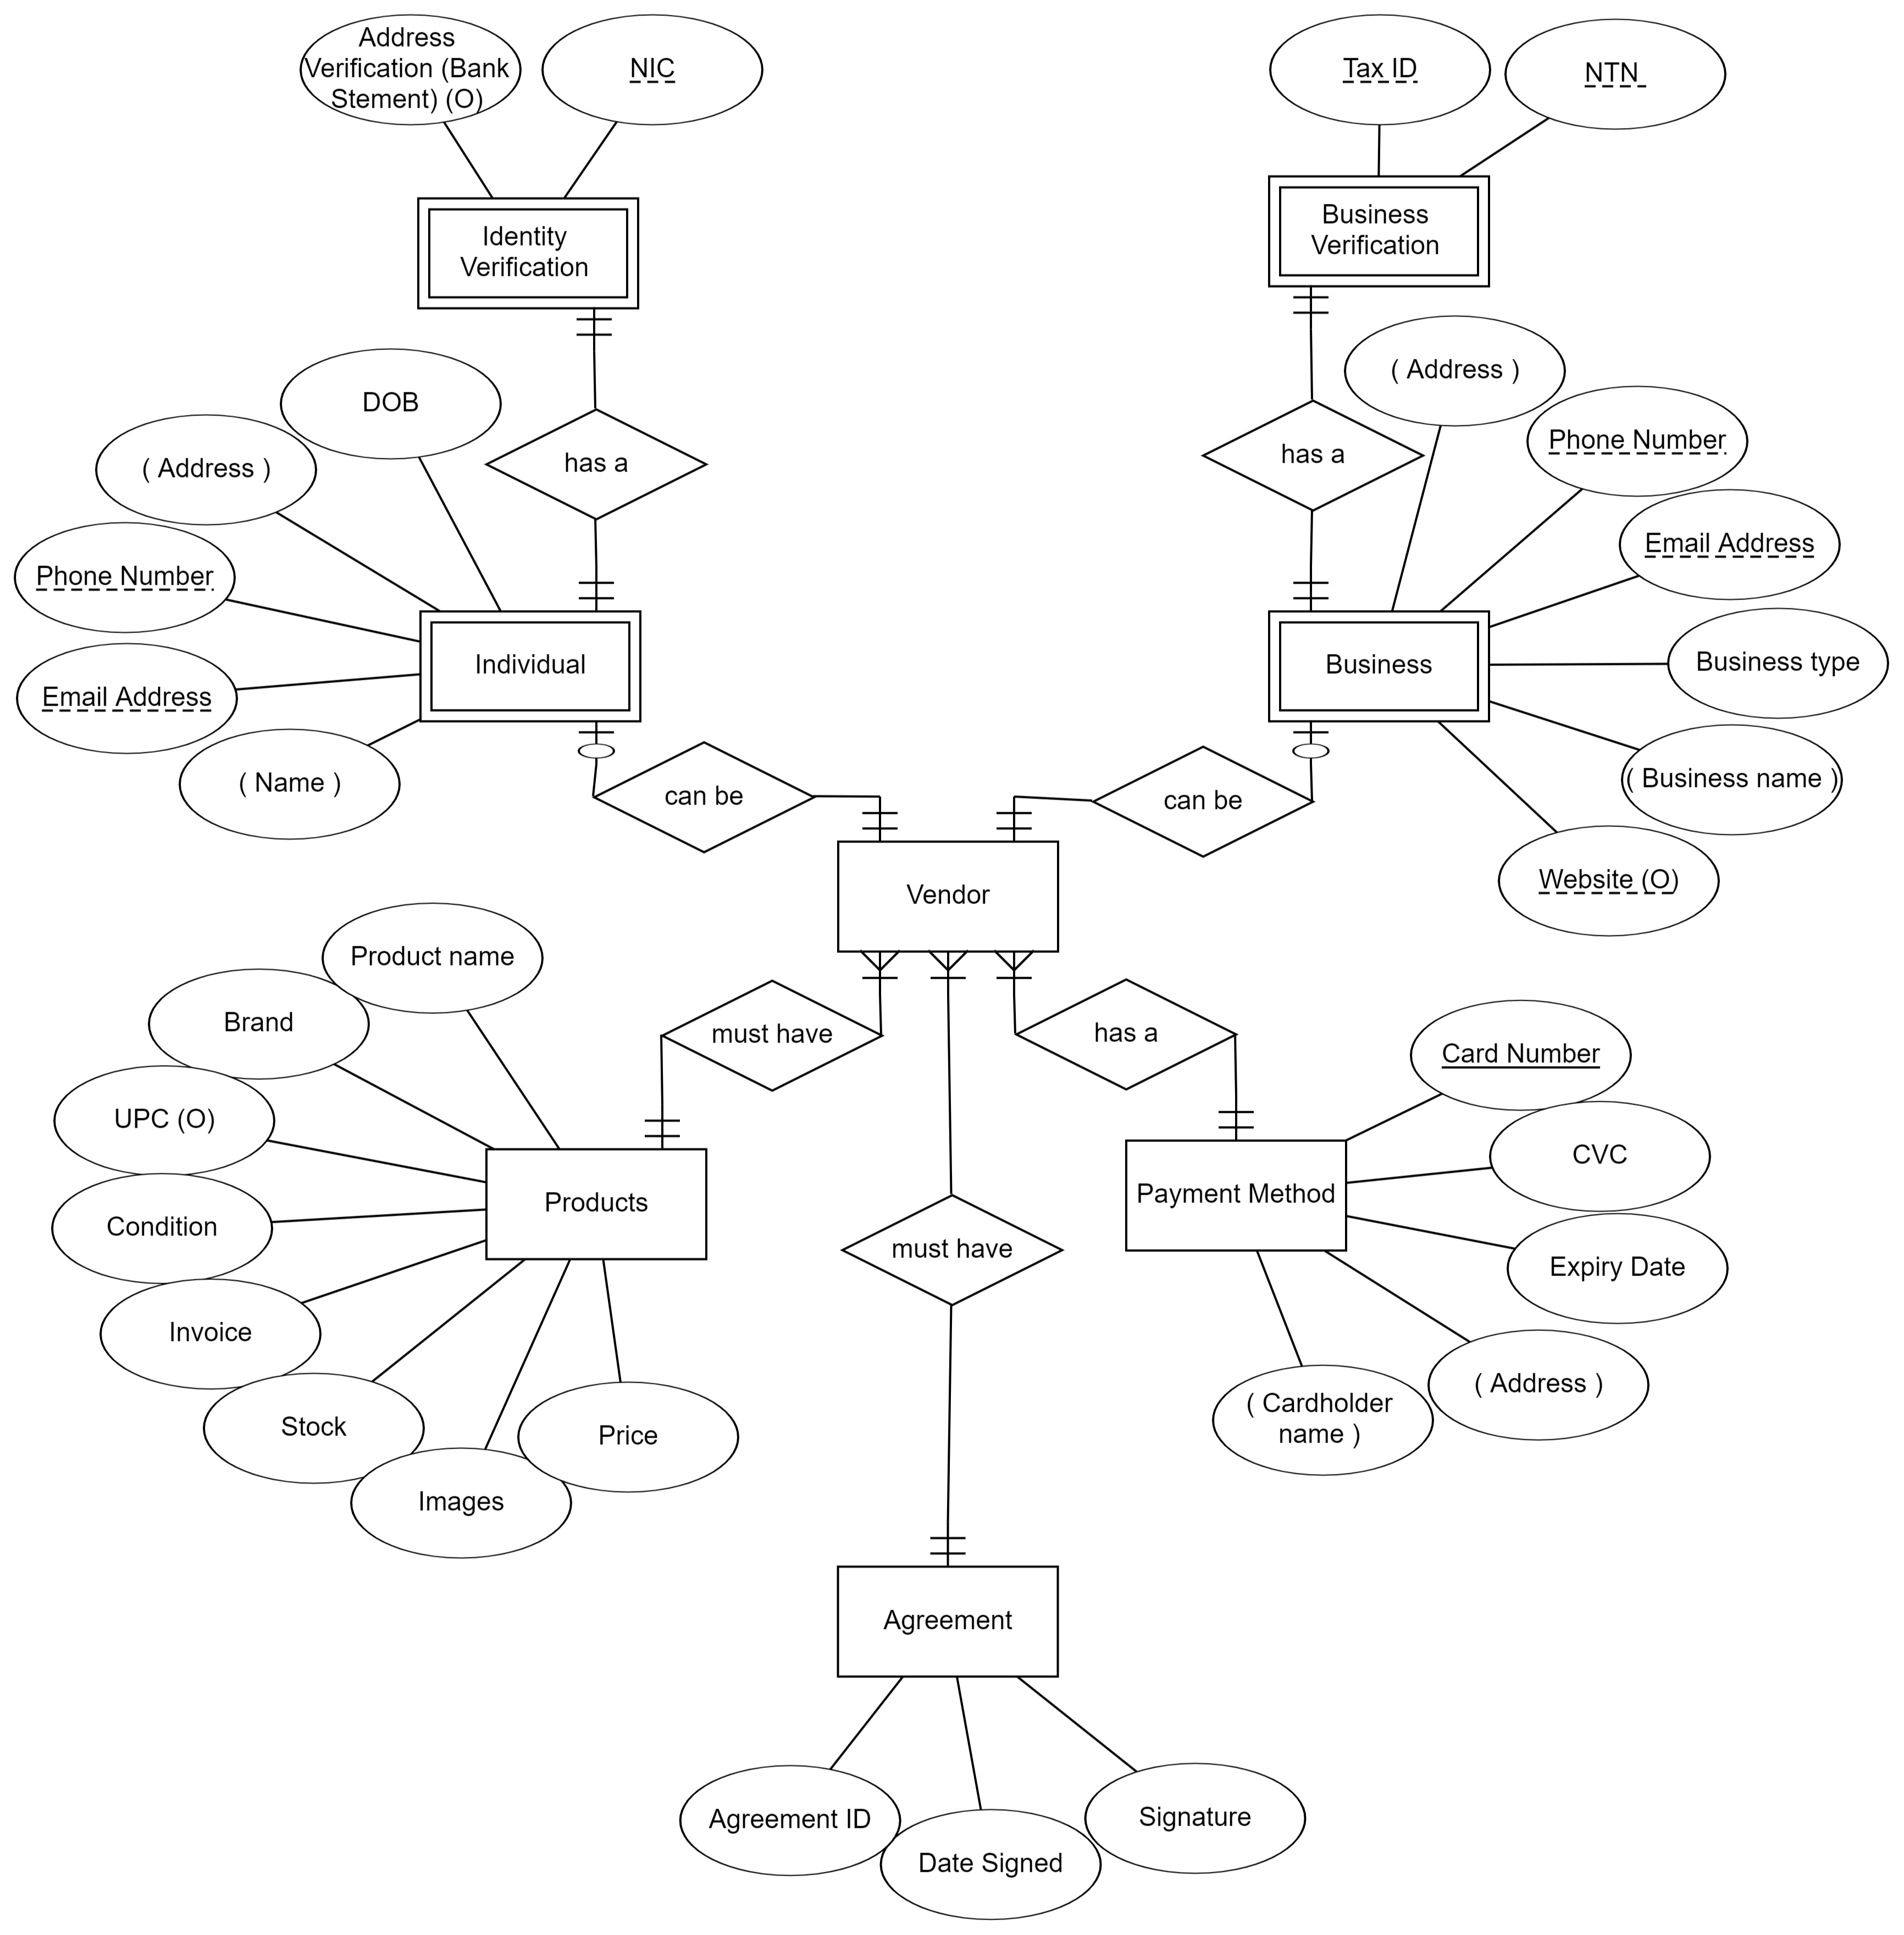 Address
Verification (Bank
Stement) (O)
NIC
Tax ID
NTN
Identity
Verification
Business
Verification
DOB
( Address )
has a
has a
( Address )
Phone Number
Phone Number
Email Address
Email Address
Individual
Business
Business type
( Name )
can be
can be
( Business name )
Vendor
Website (O)
Product name
Brand
must have
has a
Card Number
UPC (O)
CVC
Condition
Products
Payment Method
must have
Expiry Date
Invoice
Stock
Images
Price
( Cardholder
name )
( Address )
Agreement
Agreement ID
Date Signed
Signature